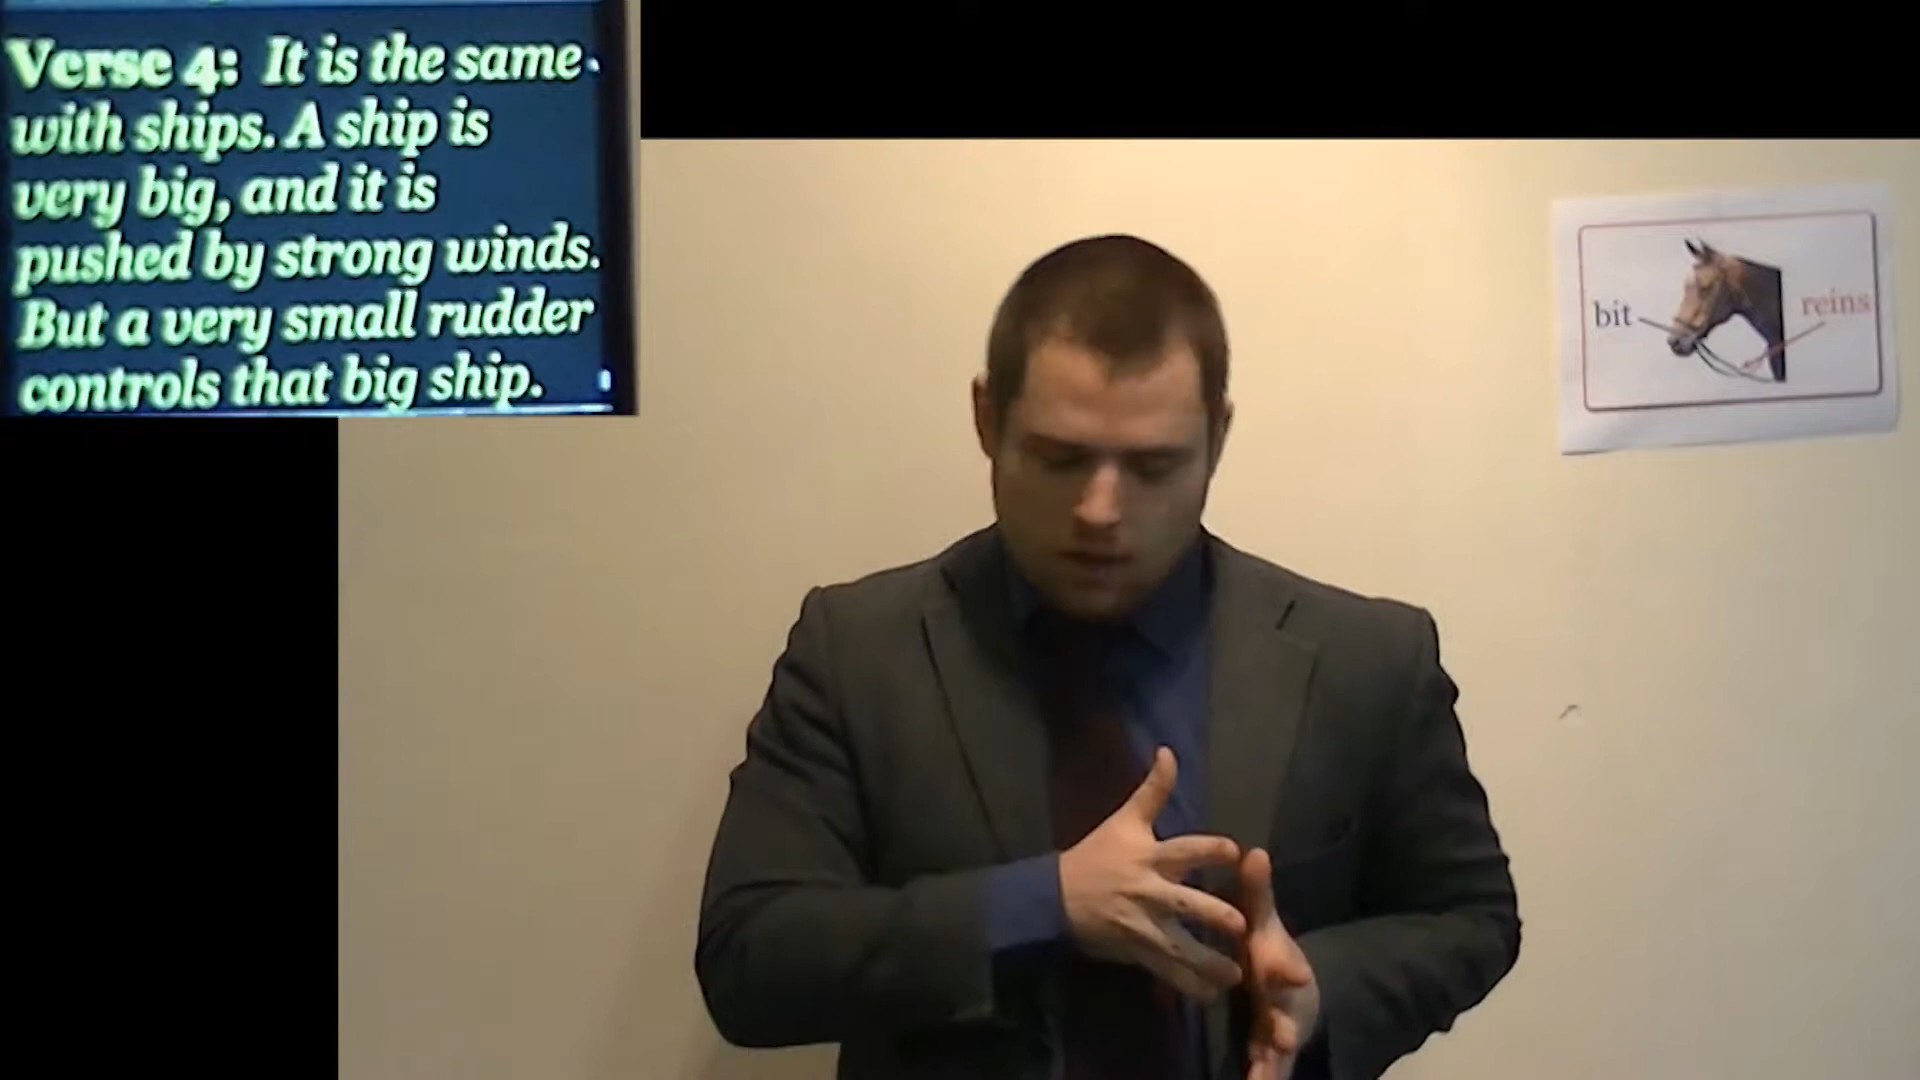 Verse 4: It is the same
with ships. A ship is
very big, and it is
pushed by strong winds.
But a very small rudder
controls that big ship.
bit
reins